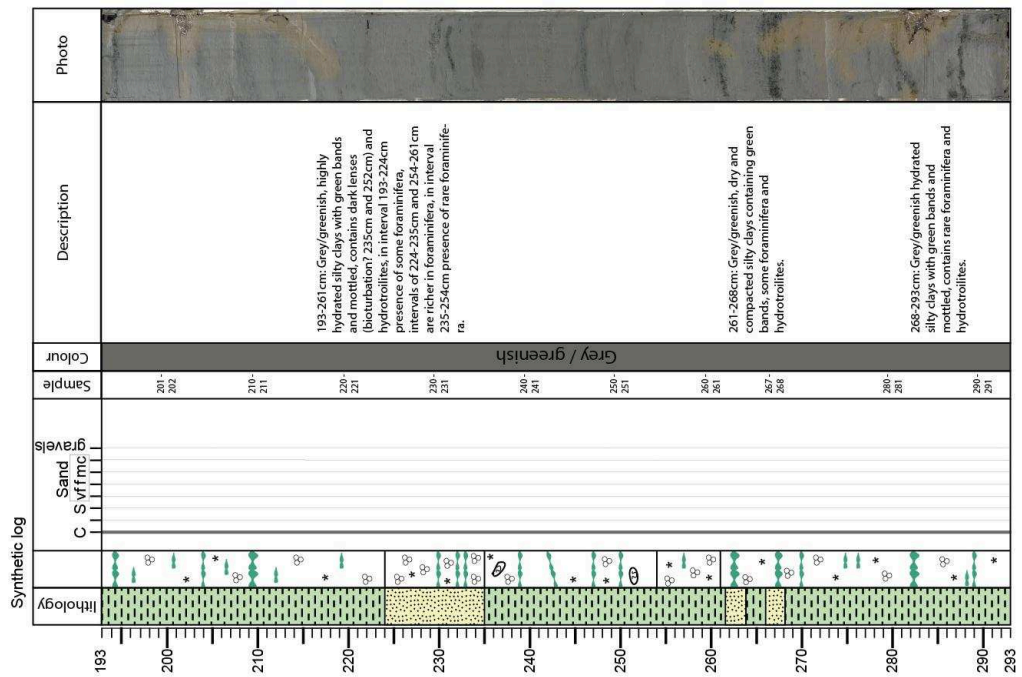 Synthetic log
lithology
C
S
vf f m c
Sand
gravels
Sample
Colour
Description
Photo
193
200
210
220
230
240
250
260
270
280
290
293
201-
202
210-
211
220-
221
230-
231
240-
241
250-
251
260-
261
267-
268
280-
281
290-
291
Grey / greenish
193-261cm: Grey/greenish, highly
hydrated silty clays with green bands
and mottled, contains dark lenses
(bioturbation? 235cm and 252cm) and
hydrotroilites, in interval 193-224cm
presence of some foraminifera,
intervals of 224-235cm and 254-261cm
are richer in foraminifera, in interval
235-254cm presence of rare foraminife-
ra.
261-268cm: Grey/greenish, dry and
compacted silty clays containing green
bands, some foraminifera and
hydrotroilites.
268-293cm: Grey/greenish hydrated
silty clays with green bands and
mottled, contains rare foraminifera and
hydrotroilites.